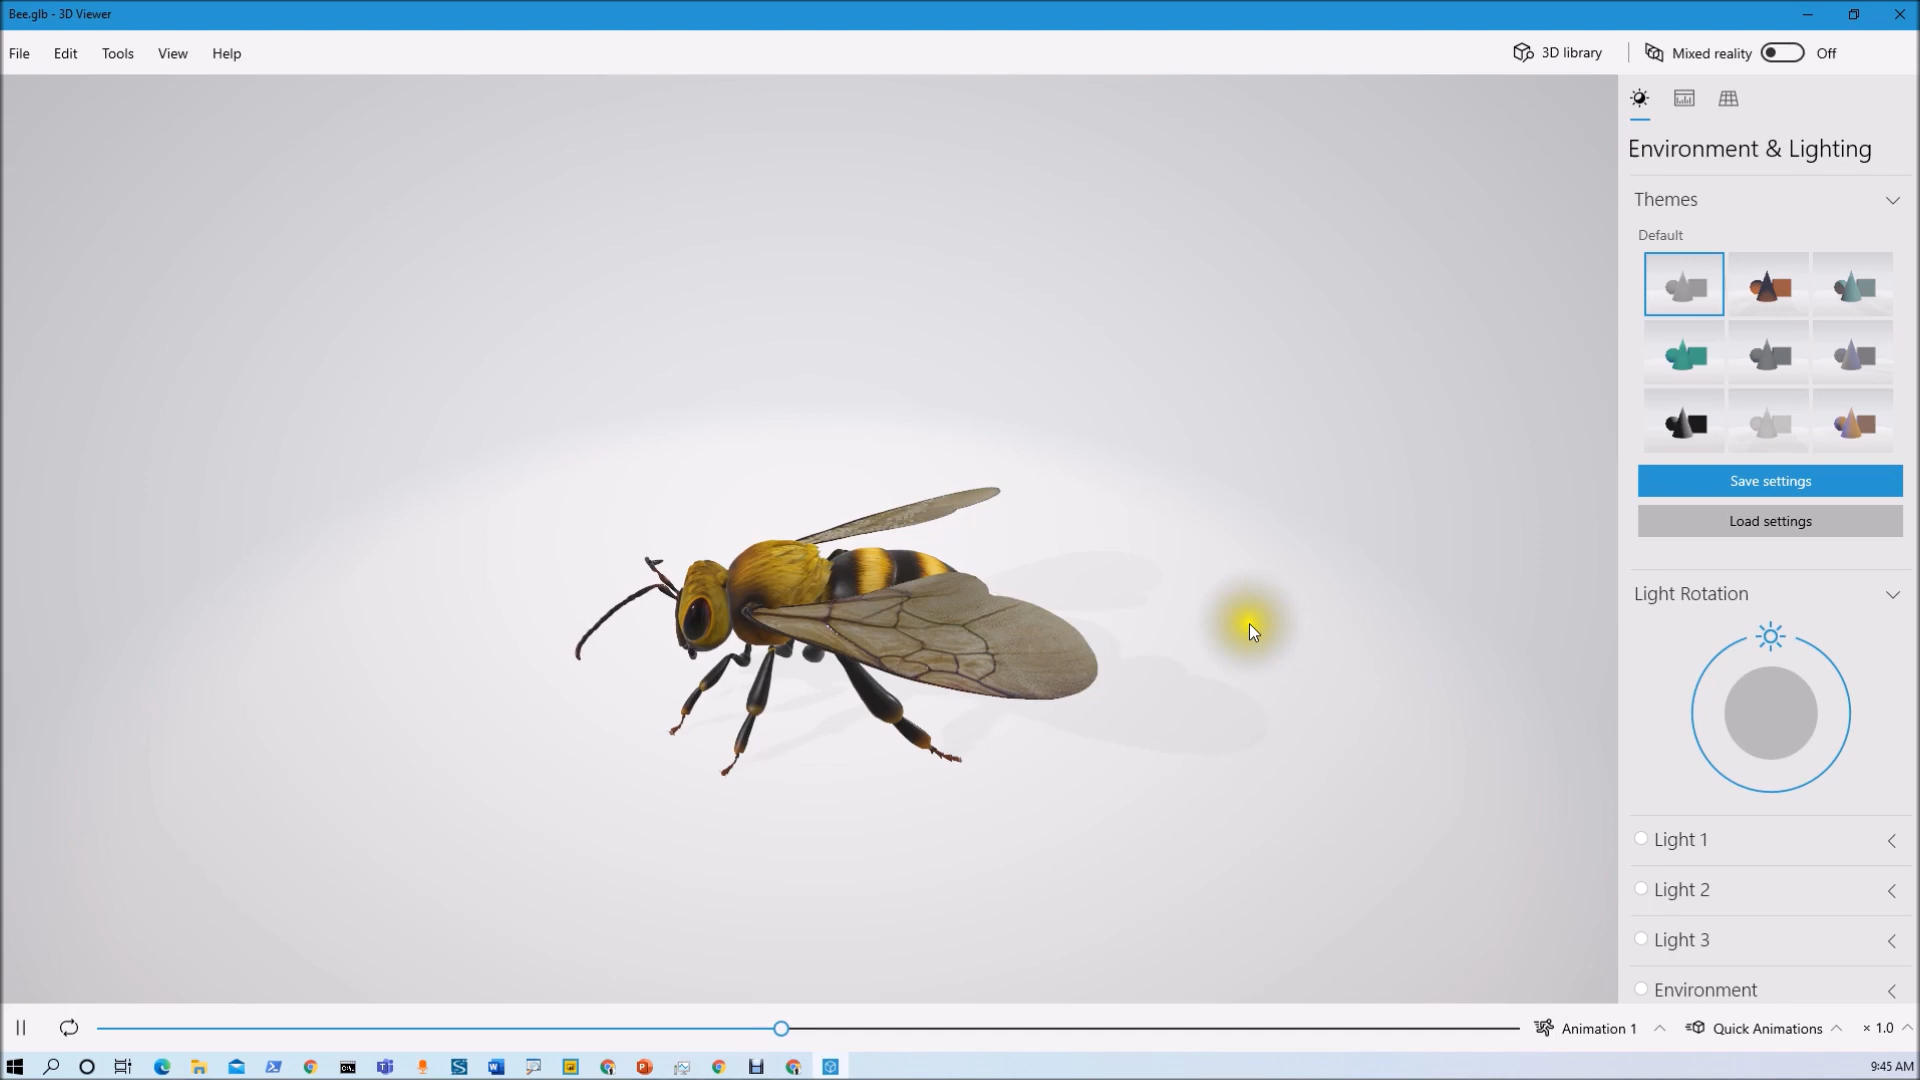 Bee.glb - 3D Viewer
File Edit Tools View Help
3D library
Mixed reality Off
Environment & Lighting
Themes
Default
Save settings
Load settings
Light Rotation
Light 1
Light 2
Light 3
Environment
Animation 1
Quick Animations
× 1.0
9:45 AM